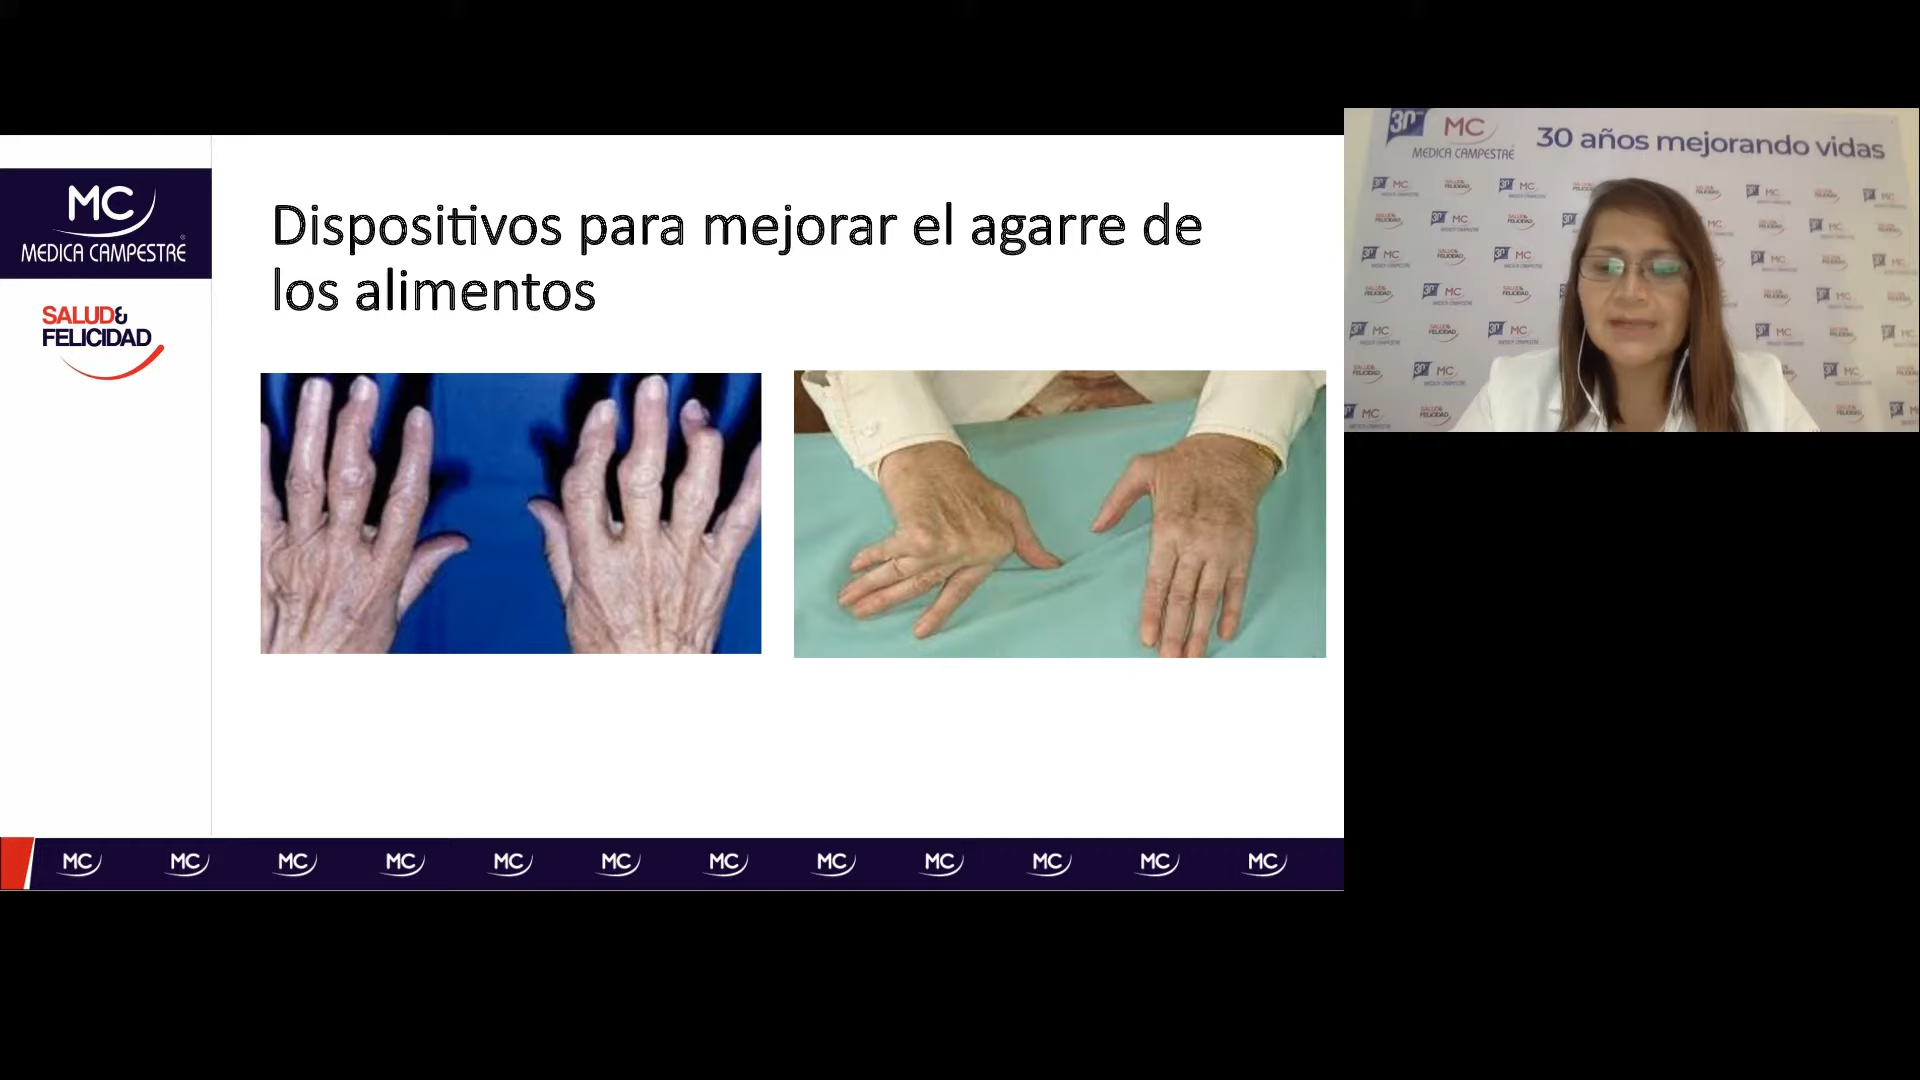 MC
MEDICA CAMPESTRE®
SALUD&
FELICIDAD
Dispositivos para mejorar el agarre de
los alimentos
MC MC MC MC MC MC MC MC MC MC MC MC
30 MC
MEDICA CAMPESTRE
30 años mejorando vidas